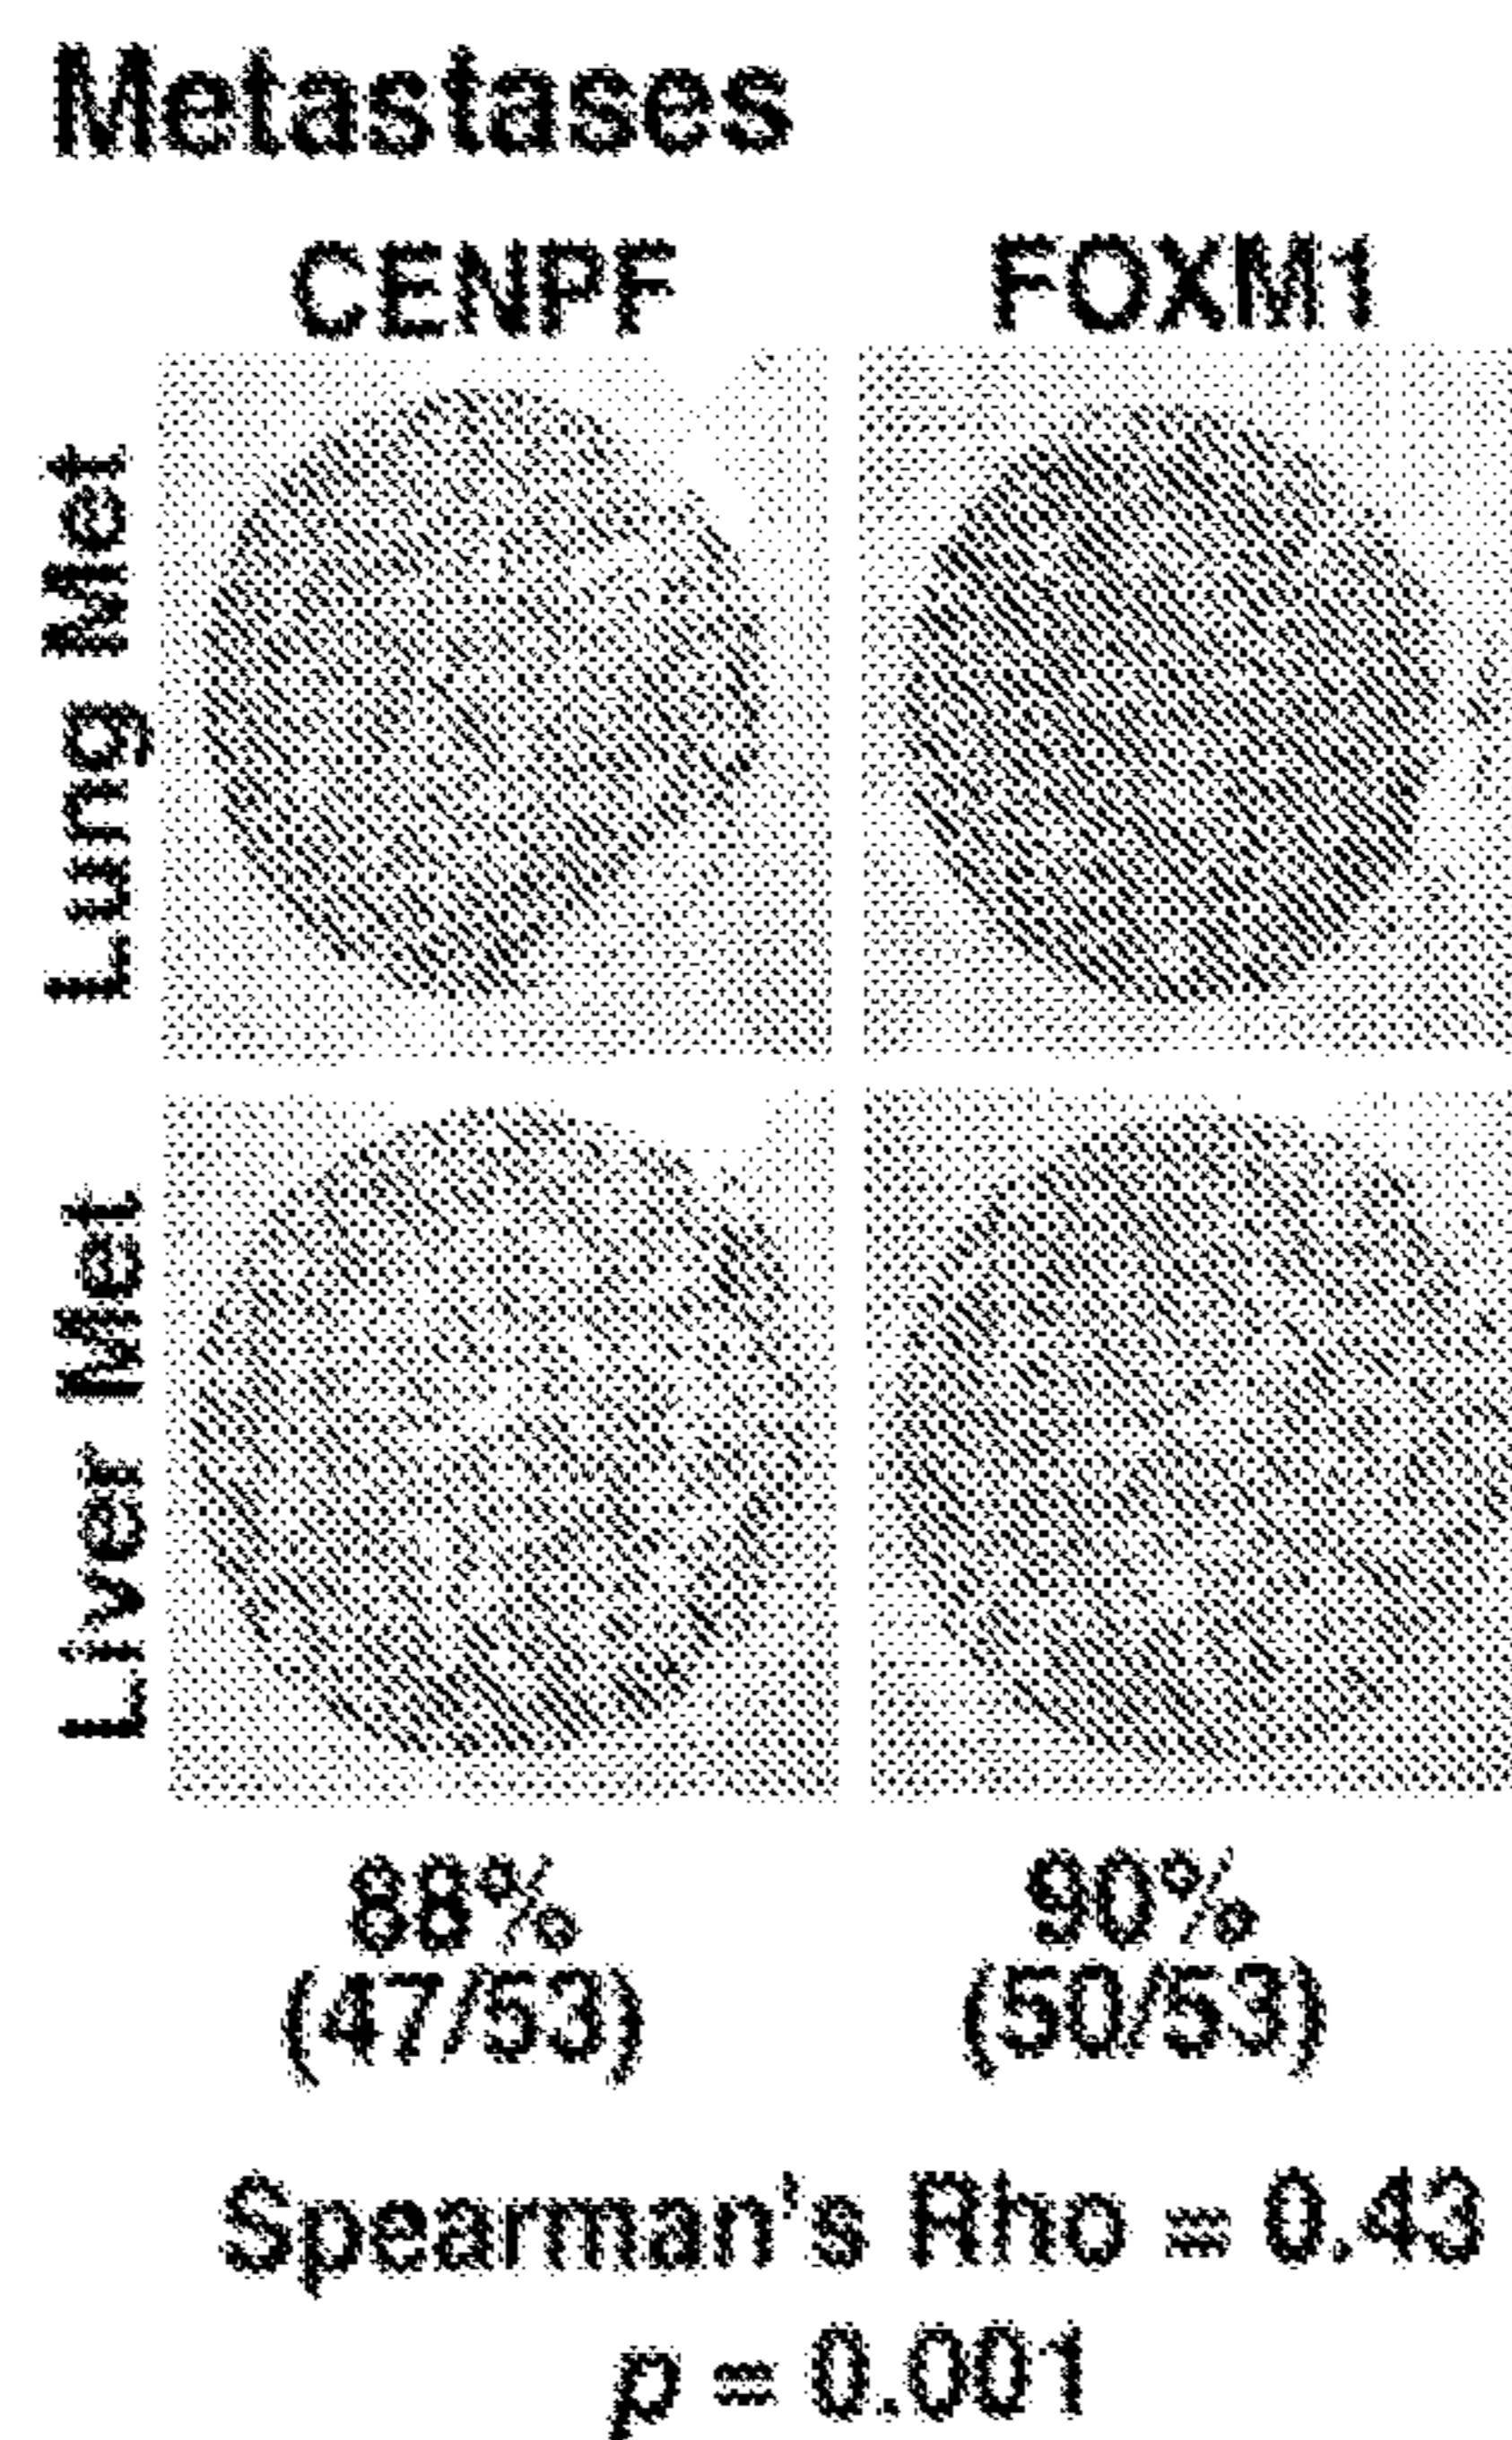 Metastases
CENPF FOXM1
Lung Met
Liver Met
88% 90%
(47/53) (50/53)
Spearman's Rho = 0.43
p = 0.001